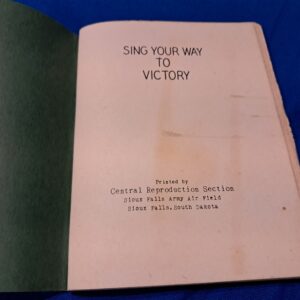 SING YOUR WAY
TO
VICTORY
Printed by
Central Reproduction Section
Sioux Falls Army Air Field
Sioux Falls,South Dakota